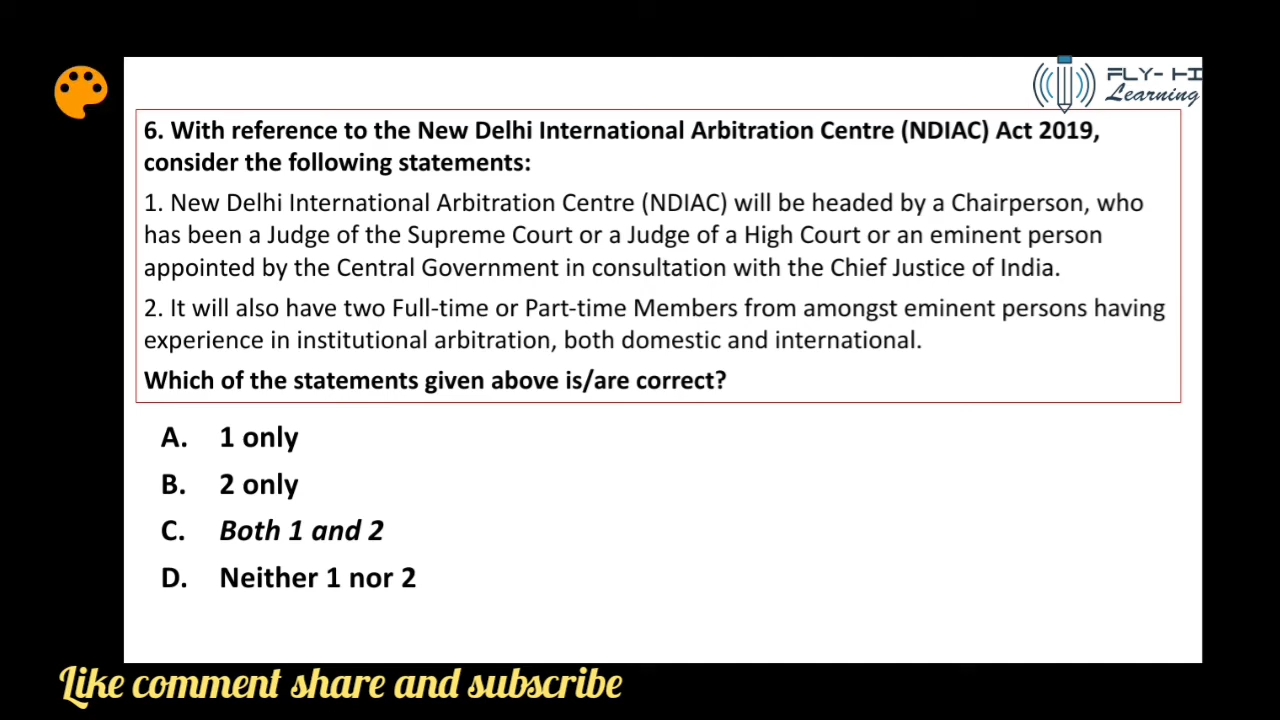 FLY-HI
Learning
6. With reference to the New Delhi International Arbitration Centre (NDIAC) Act 2019,
consider the following statements:
1. New Delhi International Arbitration Centre (NDIAC) will be headed by a Chairperson, who
has been a Judge of the Supreme Court or a Judge of a High Court or an eminent person
appointed by the Central Government in consultation with the Chief Justice of India.
2. It will also have two Full-time or Part-time Members from amongst eminent persons having
experience in institutional arbitration, both domestic and international.
Which of the statements given above is/are correct?
A. 1 only
B. 2 only
C. Both 1 and 2
D. Neither 1 nor 2
Like comment share and subscribe